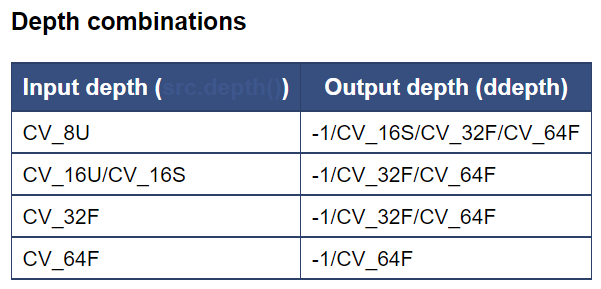 Depth combinations
Input depth (src.depth()) Output depth (ddepth)
CV_8U -1/CV_16S/CV_32F/CV_64F
CV_16U/CV_16S -1/CV_32F/CV_64F
CV_32F -1/CV_32F/CV_64F
CV_64F -1/CV_64F